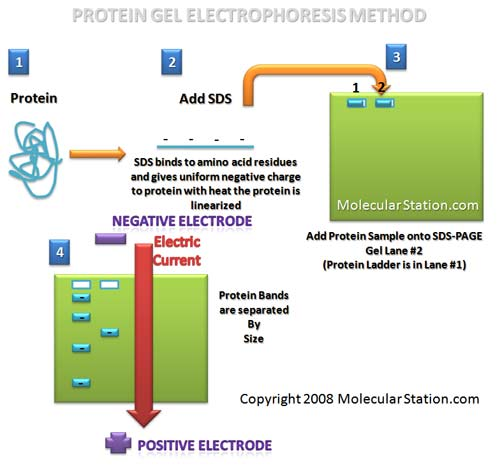 PROTEIN GEL ELECTROPHORESIS METHOD
1
2
3
Protein
Add SDS
1 2
- - - -
SDS binds to amino acid residues
and gives uniform negative charge
to protein with heat the protein is
linearized
MolecularStation.com
Add Protein Sample onto SDS-PAGE
Gel Lane #2
(Protein Ladder is in Lane #1)
NEGATIVE ELECTRODE
4
Electric
Current
Protein Bands
are separated
By
Size
-
-
-
-
-
Copyright 2008 MolecularStation.com
POSITIVE ELECTRODE